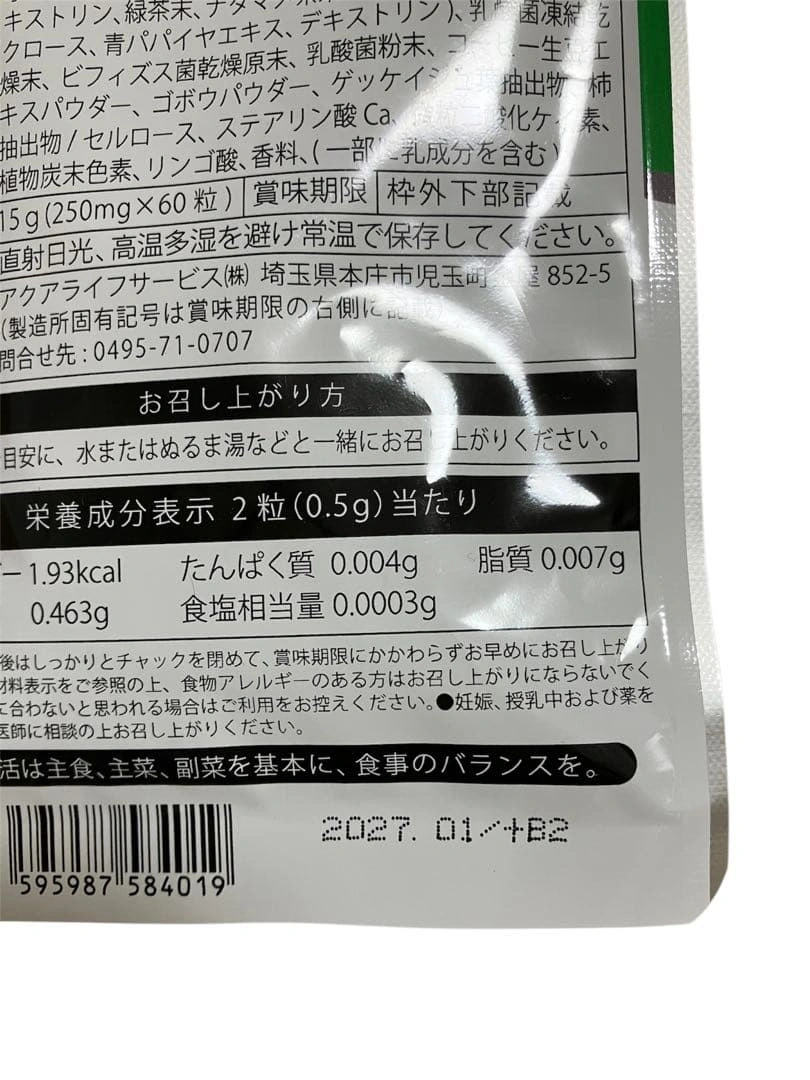 キストリン、緑茶末、ナタマメ
クロース、青パパイヤエキス、デキストリン)、乳酸菌凍結乾
燥末、ビフィズス菌乾燥原末、乳酸菌粉末、コーヒー生豆エ
キスパウダー、ゴボウパウダー、ゲッケイジュ葉抽出物、柿
抽出物/セルロース、ステアリン酸Ca、微粒二酸化ケイ素、
植物炭末色素、リンゴ酸、香料、(一部に乳成分を含む)
15g(250mg×60粒) 賞味期限 枠外下部記載
直射日光、高温多湿を避け常温で保存してください。
アクアライフサービス㈱ 埼玉県本庄市児玉町 852-5
(製造所固有記号は賞味期限の右側に記載)
問合せ先:0495-71-0707
お召し上がり方
目安に、水またはぬるま湯などと一緒にお召し上がりください。
栄養成分表示 2粒(0.5g)当たり
ー 1.93kcal たんぱく質 0.004g 脂質 0.007g
0.463g 食塩相当量 0.0003g
後はしっかりとチャックを閉めて、賞味期限にかかわらずお早めにお召し上がり
材料表示をご参照の上、食物アレルギーのある方はお召し上がりにならないでく
に合わないと思われる場合はご利用をお控えください。●妊娠、授乳中および薬を
医師に相談の上お召し上がりください。
活は主食、主菜、副菜を基本に、食事のバランスを。
2027. 01/+B2
595987 584019